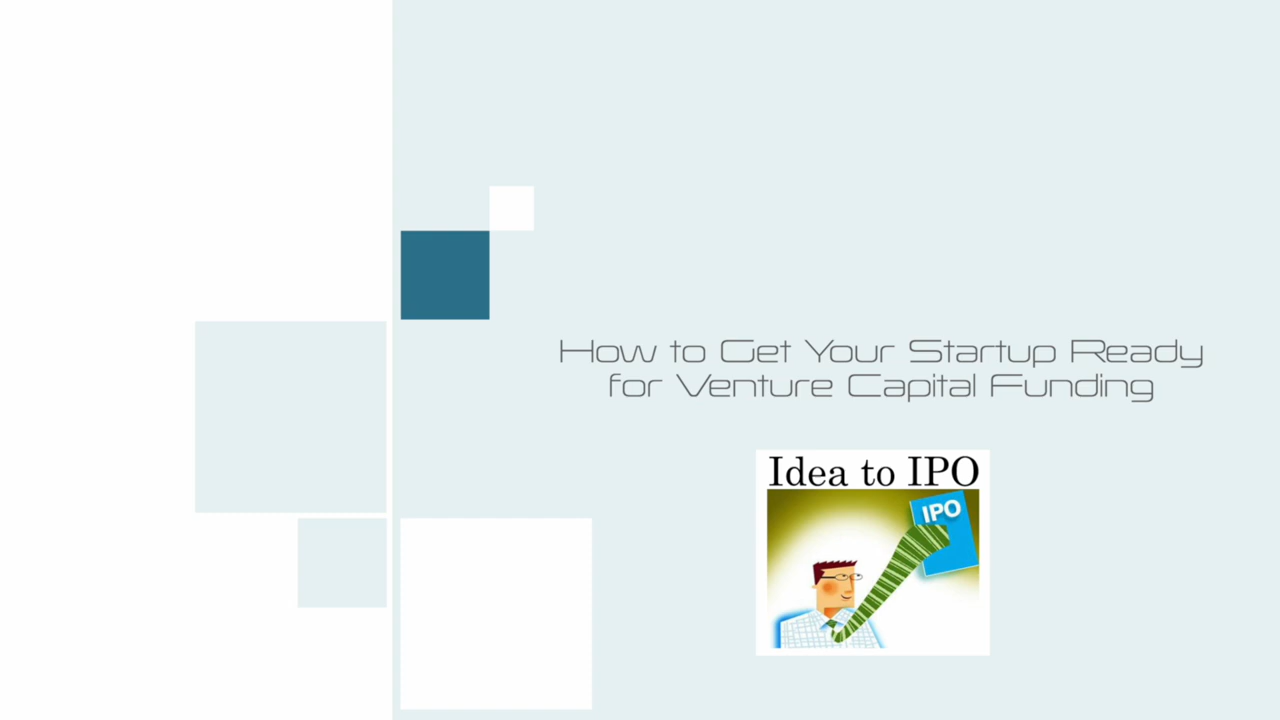 How to Get Your Startup Ready
for Venture Capital Funding
Idea to IPO
IPO